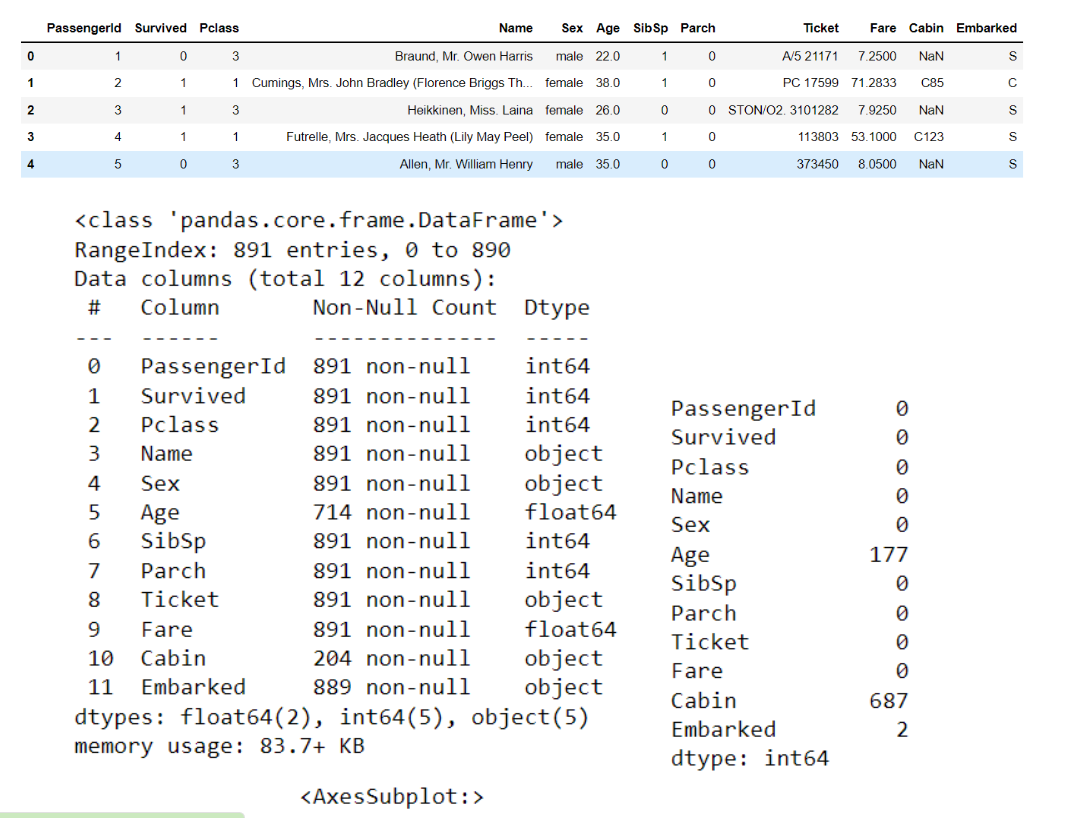 PassengerId Survived Pclass Name Sex Age SibSp Parch Ticket Fare Cabin Embarked
0 1 0 3 Braund, Mr. Owen Harris male 22.0 1 0 A/5 21171 7.2500 NaN S
1 2 1 1 Cumings, Mrs. John Bradley (Florence Briggs Th... female 38.0 1 0 PC 17599 71.2833 C85 C
2 3 1 3 Heikkinen, Miss. Laina female 26.0 0 0 STON/O2. 3101282 7.9250 NaN S
3 4 1 1 Futrelle, Mrs. Jacques Heath (Lily May Peel) female 35.0 1 0 113803 53.1000 C123 S
4 5 0 3 Allen, Mr. William Henry male 35.0 0 0 373450 8.0500 NaN S
<class 'pandas.core.frame.DataFrame'>
RangeIndex: 891 entries, 0 to 890
Data columns (total 12 columns):
# Column Non-Null Count Dtype
--- ------ -------------- -----
0 PassengerId 891 non-null int64
1 Survived 891 non-null int64
2 Pclass 891 non-null int64
3 Name 891 non-null object
4 Sex 891 non-null object
5 Age 714 non-null float64
6 SibSp 891 non-null int64
7 Parch 891 non-null int64
8 Ticket 891 non-null object
9 Fare 891 non-null float64
10 Cabin 204 non-null object
11 Embarked 889 non-null object
dtypes: float64(2), int64(5), object(5)
memory usage: 83.7+ KB
PassengerId 0
Survived 0
Pclass 0
Name 0
Sex 0
Age 177
SibSp 0
Parch 0
Ticket 0
Fare 0
Cabin 687
Embarked 2
dtype: int64
<AxesSubplot:>